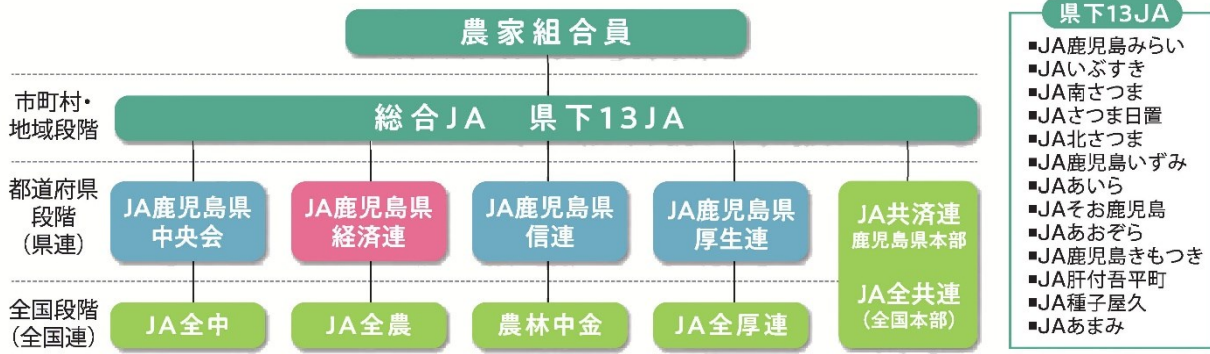 農家組合員
市町村・
地域段階
総合JA 県下13JA
都道府県
段階
(県連)
JA鹿児島県
中央会
JA鹿児島県
経済連
JA鹿児島県
信連
JA鹿児島県
厚生連
JA共済連
鹿児島県本部
全国段階
(全国連)
JA全中
JA全農
農林中金
JA全厚連
JA全共連
(全国本部)
県下13JA
■JA鹿児島みらい
■JAいぶすき
■JA南さつま
■JAさつま日置
■JA北さつま
■JA鹿児島いずみ
■JAあいら
■JAそお鹿児島
■JAあおぞら
■JA鹿児島きもつき
■JA肝付吾平町
■JA種子屋久
■JAあまみ